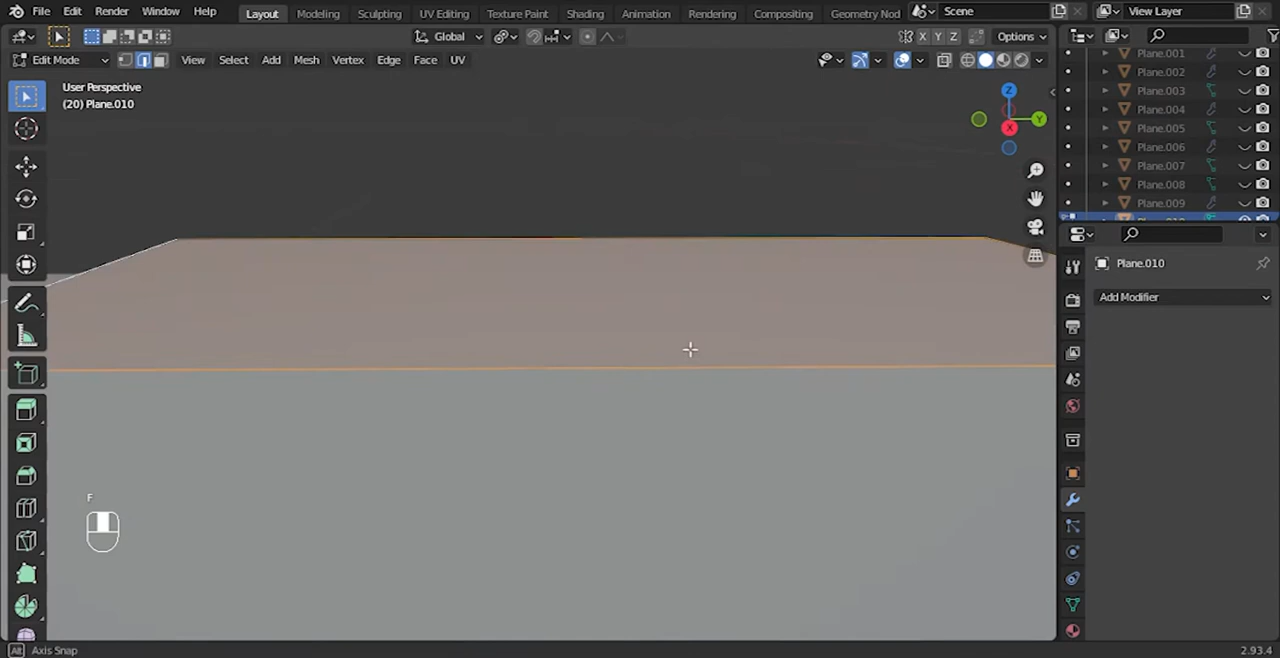 File Edit Render Window Help Layout Modeling Sculpting UV Editing Texture Paint Shading Animation Rendering Compositing Geometry Nod Scene View Layer
Global X Y Z Options
Edit Mode View Select Add Mesh Vertex Edge Face UV
User Perspective
(20) Plane.010
Z
Y
X
Plane.001
Plane.002
Plane.003
Plane.004
Plane.005
Plane.006
Plane.007
Plane.008
Plane.009
Plane.010
Add Modifier
F
Alt Axis Snap 2.93.4